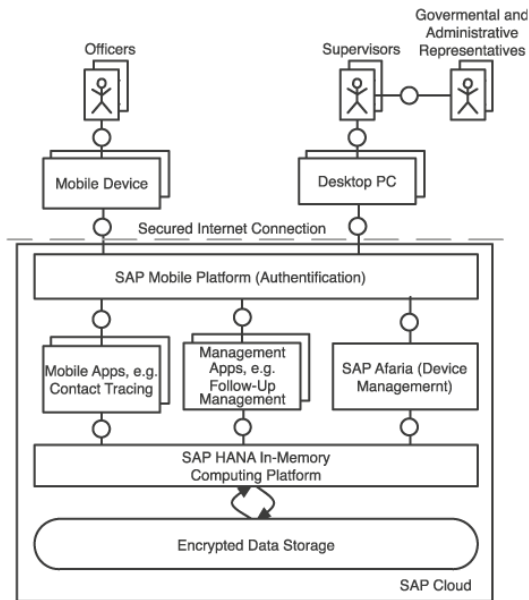 Govermental and
Administrative
Representatives
Officers
Supervisors
Mobile Device
Desktop PC
Secured Internet Connection
SAP Mobile Platform (Authentification)
Mobile Apps, e.g.
Contact Tracing
Management
Apps, e.g.
Follow-Up
Management
SAP Afaria (Device
Managemernt)
SAP HANA In-Memory
Computing Platform
Encrypted Data Storage
SAP Cloud